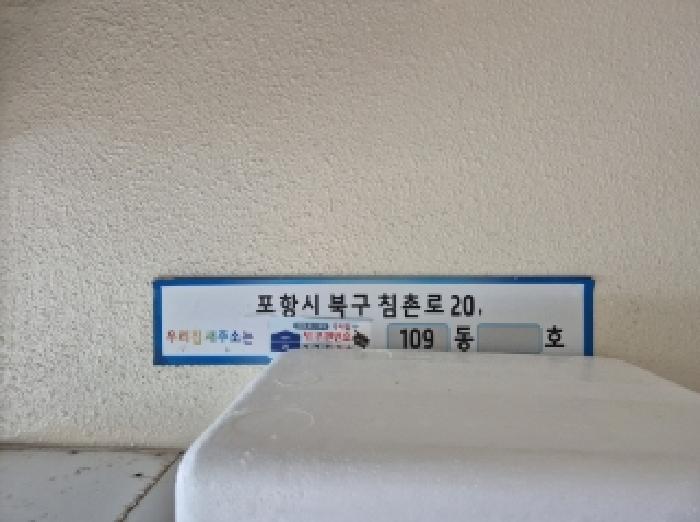 포항시 북구 침촌로 20,
우리집 새주소는 109 동 호